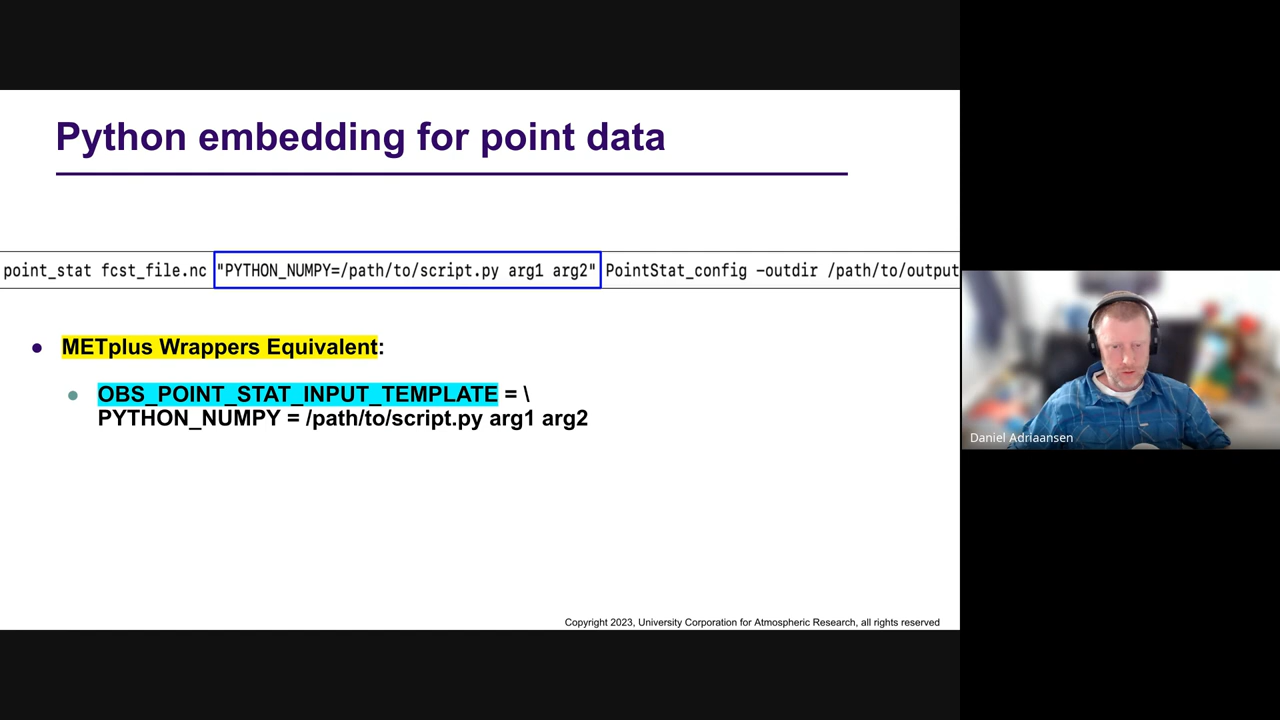 Python embedding for point data
point_stat fcst_file.nc "PYTHON_NUMPY=/path/to/script.py arg1 arg2" PointStat_config -outdir /path/to/output
METplus Wrappers Equivalent:
OBS_POINT_STAT_INPUT_TEMPLATE = \
PYTHON_NUMPY = /path/to/script.py arg1 arg2
Daniel Adriaansen
Copyright 2023, University Corporation for Atmospheric Research, all rights reserved